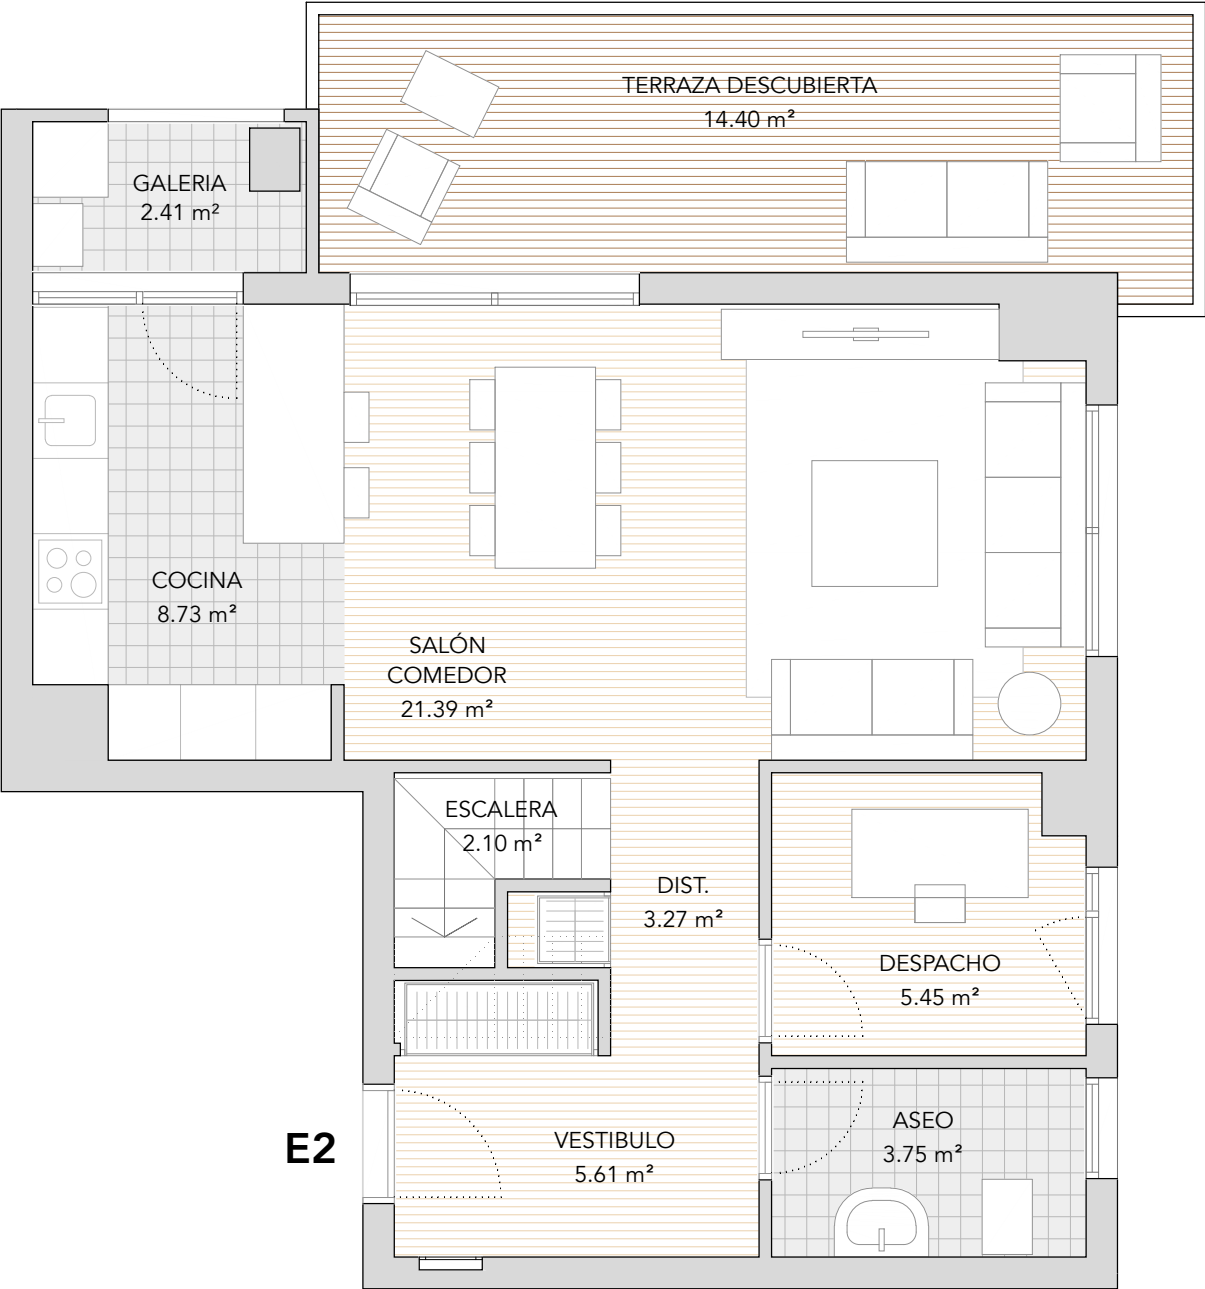 TERRAZA DESCUBIERTA
14.40 m²
GALERIA
2.41 m²
COCINA
8.73 m²
SALÓN
COMEDOR
21.39 m²
ESCALERA
2.10 m²
DIST.
3.27 m²
DESPACHO
5.45 m²
E2
VESTIBULO
5.61 m²
ASEO
3.75 m²